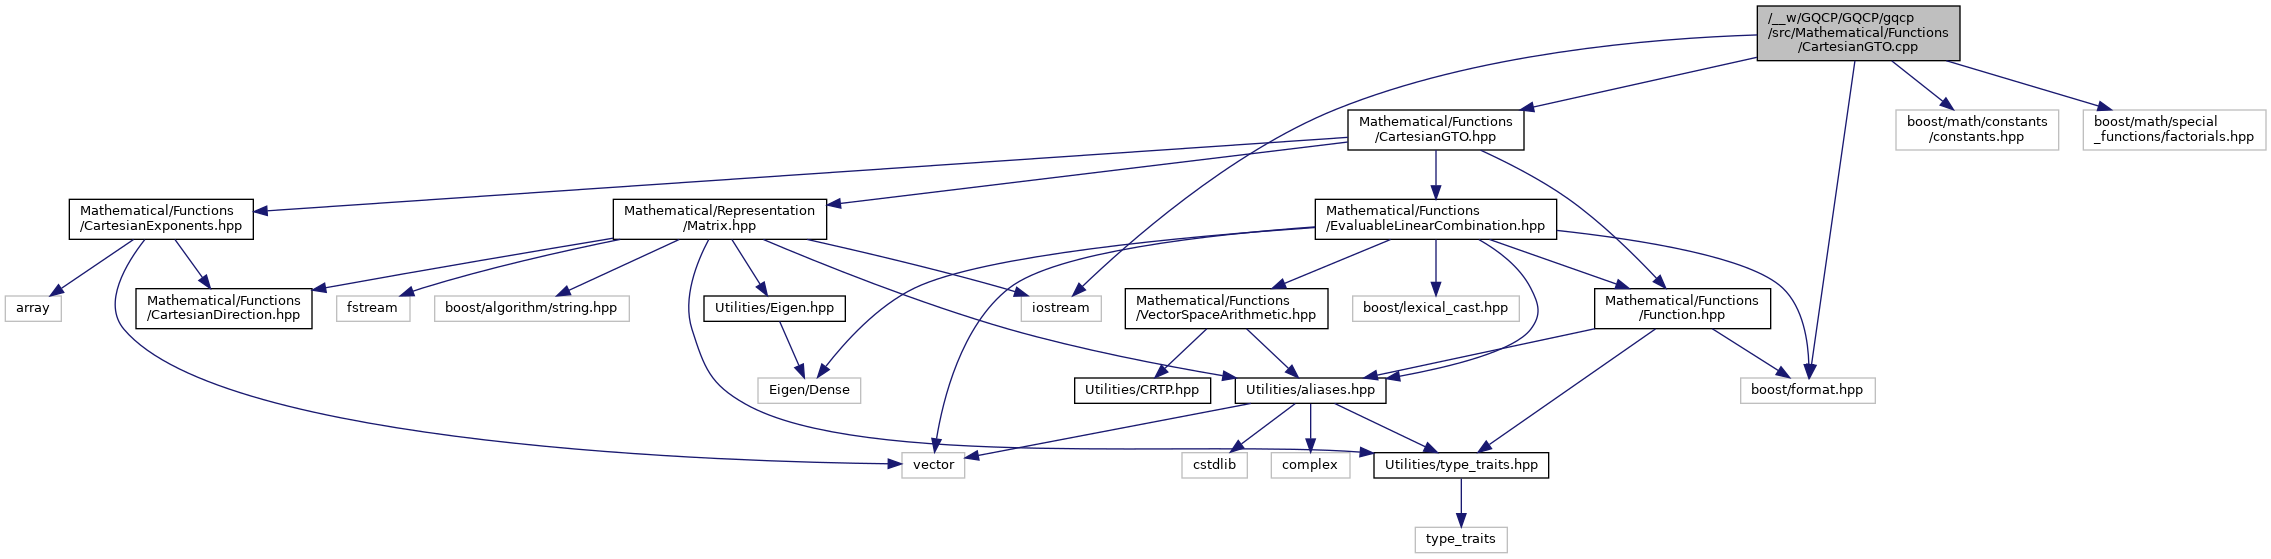 /__w/GQCP/GQCP/gqcp
/src/Mathematical/Functions
/CartesianGTO.cpp
Mathematical/Functions
/CartesianGTO.hpp
boost/math/constants
/constants.hpp
boost/math/special
_functions/factorials.hpp
Mathematical/Functions
/CartesianExponents.hpp
Mathematical/Representation
/Matrix.hpp
Mathematical/Functions
/EvaluableLinearCombination.hpp
array
Mathematical/Functions
/CartesianDirection.hpp
fstream
boost/algorithm/string.hpp
Utilities/Eigen.hpp
iostream
Mathematical/Functions
/VectorSpaceArithmetic.hpp
boost/lexical_cast.hpp
Mathematical/Functions
/Function.hpp
Eigen/Dense
Utilities/CRTP.hpp
Utilities/aliases.hpp
boost/format.hpp
vector
cstdlib
complex
Utilities/type_traits.hpp
type_traits